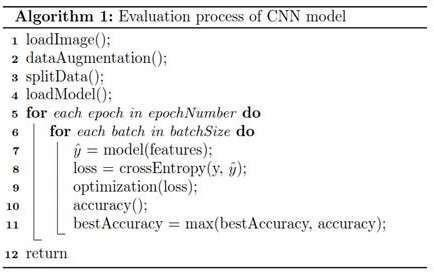 Algorithm 1: Evaluation process of CNN model
1 loadImage();
2 dataAugmentation();
3 splitData();
4 loadModel();
5 for each epoch in epochNumber do
6 for each batch in batchSize do
7 ŷ = model(features);
8 loss = crossEntropy(y, ŷ);
9 optimization(loss);
10 accuracy();
11 bestAccuracy = max(bestAccuracy, accuracy);
12 return